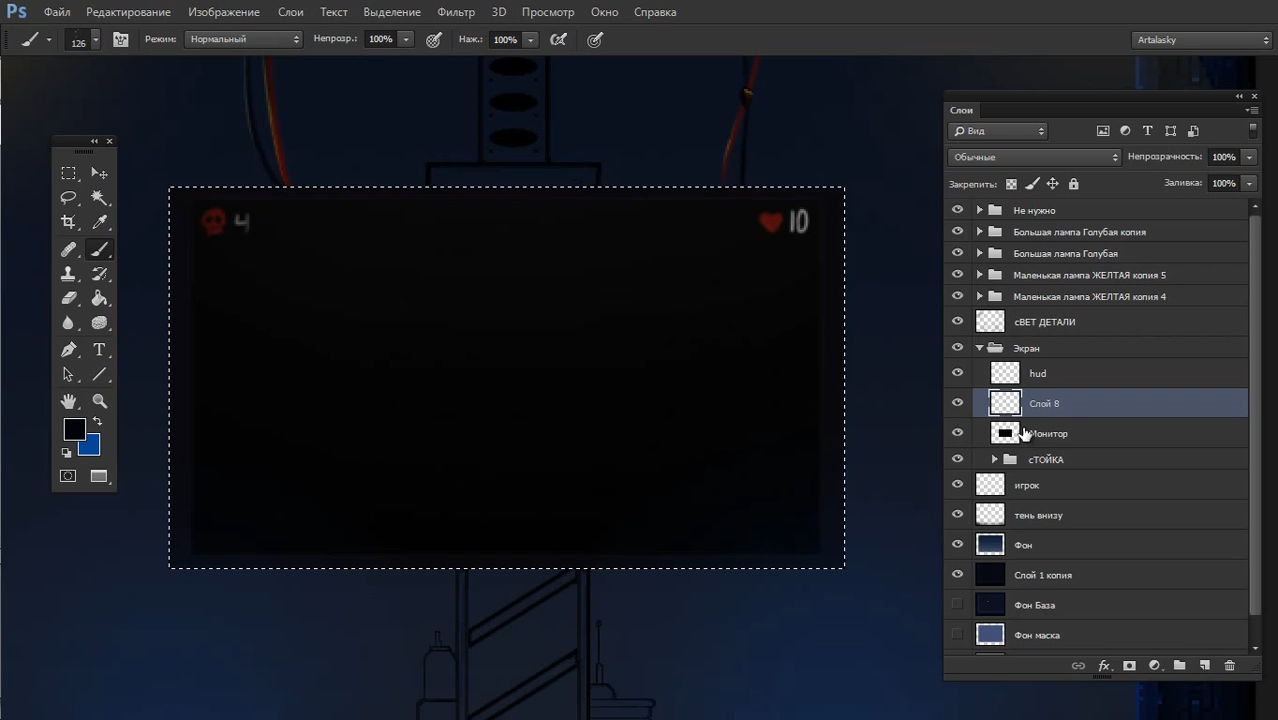 Ps Файл Редактирование Изображение Слои Текст Выделение Фильтр 3D Просмотр Окно Справка
126 Режим: Нормальный Непрозр.: 100% Наж.: 100% Artalasky
Слои
Вид
Обычные Непрозрачность: 100%
Закрепить: Заливка: 100%
Не нужно
Большая лампа Голубая копия
Большая лампа Голубая
Маленькая лампа ЖЕЛТАЯ копия 5
Маленькая лампа ЖЕЛТАЯ копия 4
сВЕТ ДЕТАЛИ
Экран
hud
Слой 8
Монитор
сТОЙКА
игрок
тень внизу
Фон
Слой 1 копия
Фон База
Фон маска
4 10